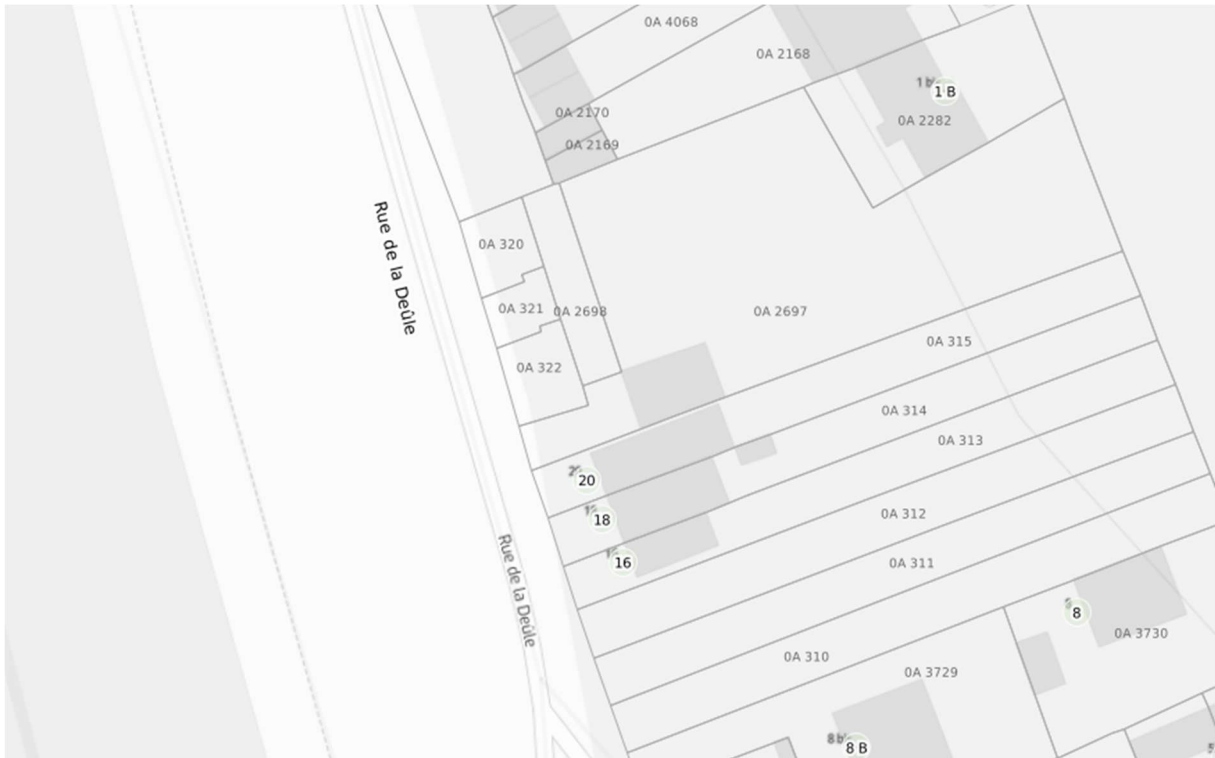 0A 4068
0A 2168
1 B
0A 2170
0A 2282
0A 2169
Rue de la Deûle
0A 320
0A 321
0A 2698
0A 2697
0A 315
0A 322
0A 314
0A 313
20
18
0A 312
Rue de la Deûle
16
0A 311
8
0A 3730
0A 310
0A 3729
8 B